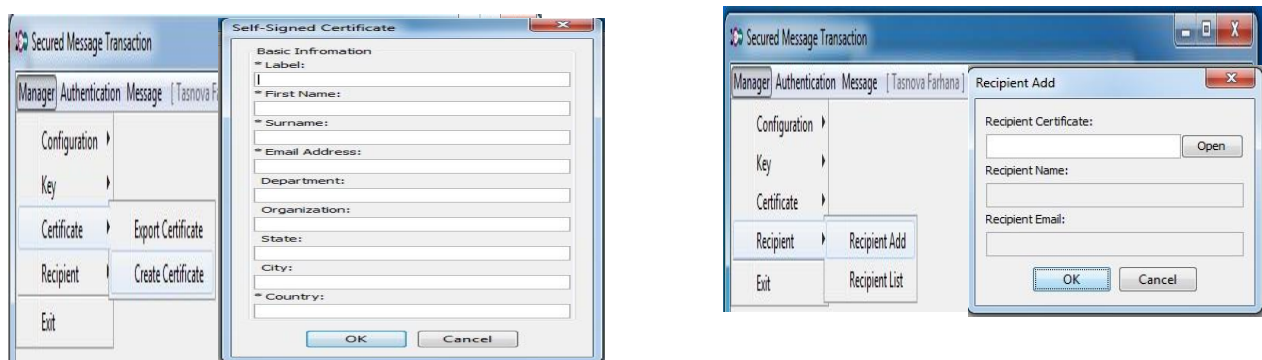 Secured Message Transaction
Manager Authentication Message [ Tasnova F
Configuration
Key
Certificate
Export Certificate
Recipient
Create Certificate
Exit
Self-Signed Certificate
Basic Infromation
* Label:
* First Name:
* Surname:
* Email Address:
Department:
Organization:
State:
City:
* Country:
OK Cancel
Secured Message Transaction
Manager Authentication Message [ Tasnova Farhana ]
Configuration
Key
Certificate
Recipient
Recipient Add
Recipient List
Exit
Recipient Add
Recipient Certificate:
Open
Recipient Name:
Recipient Email:
OK Cancel